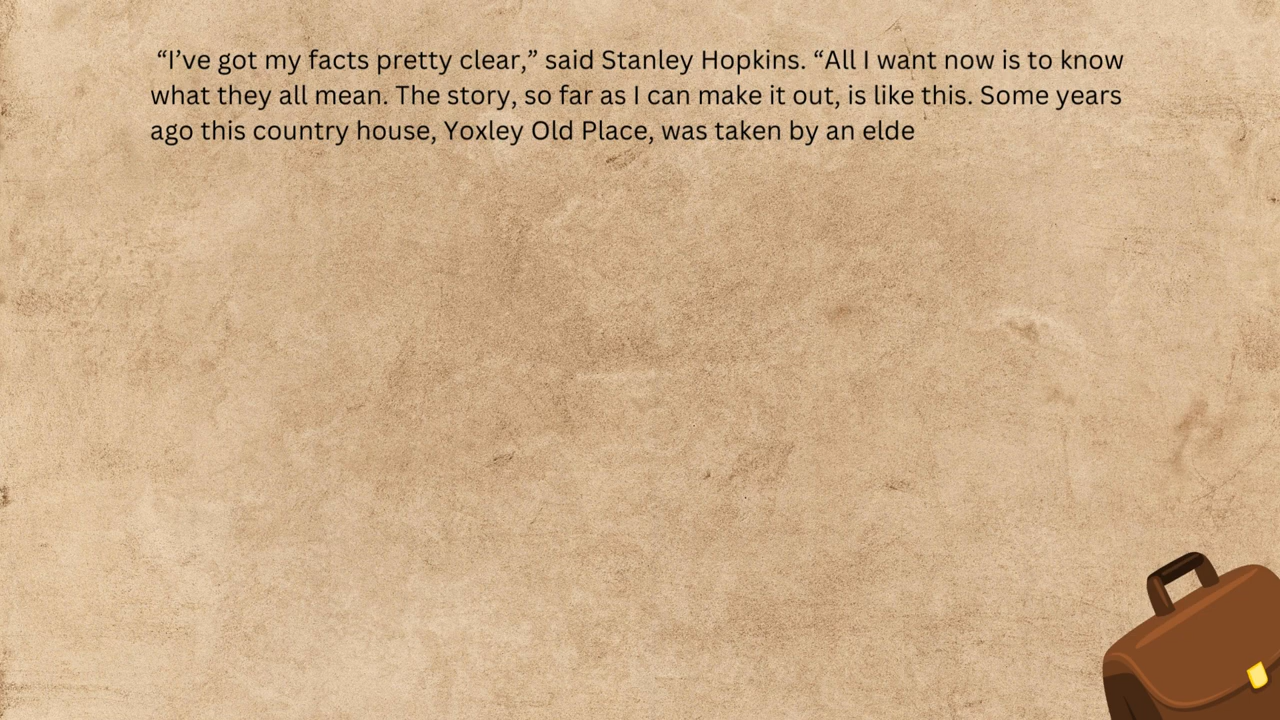 “I’ve got my facts pretty clear,” said Stanley Hopkins. “All I want now is to know
what they all mean. The story, so far as I can make it out, is like this. Some years
ago this country house, Yoxley Old Place, was taken by an elde